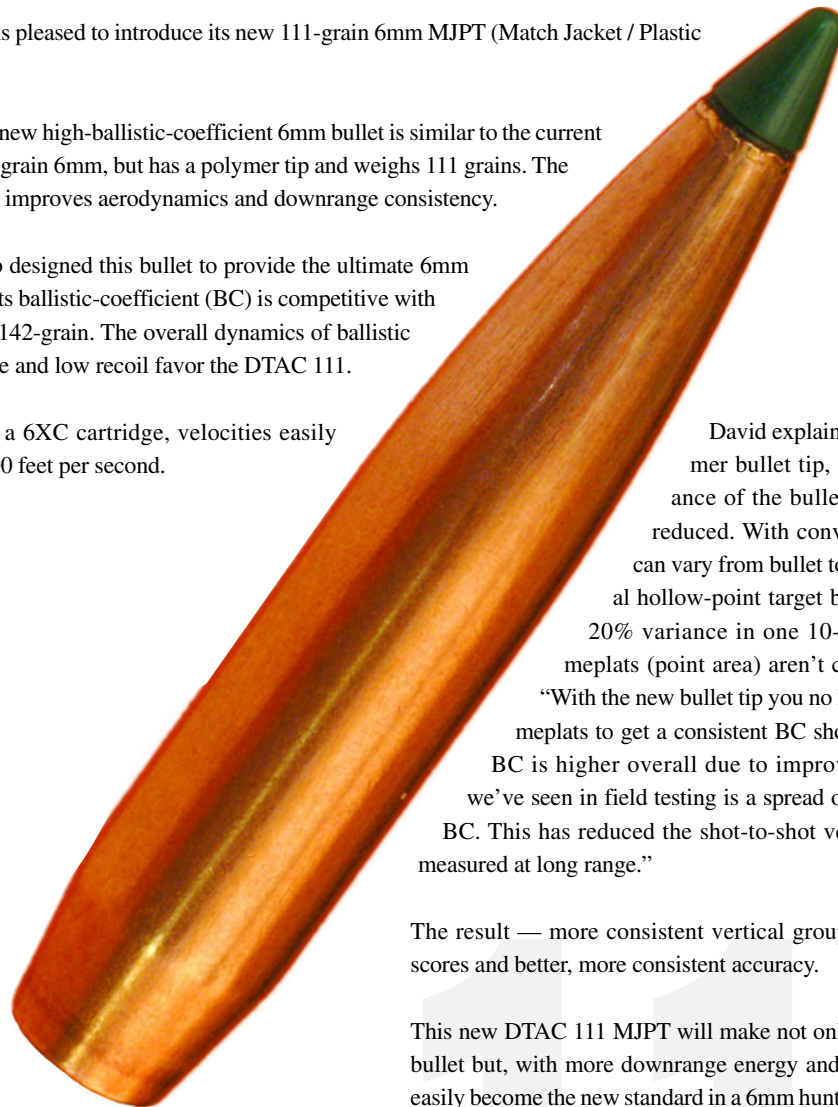 s pleased to introduce its new 111-grain 6mm MJPT (Match Jacket / Plastic
new high-ballistic-coefficient 6mm bullet is similar to the current
grain 6mm, but has a polymer tip and weighs 111 grains. The
improves aerodynamics and downrange consistency.
designed this bullet to provide the ultimate 6mm
ts ballistic-coefficient (BC) is competitive with
142-grain. The overall dynamics of ballistic
e and low recoil favor the DTAC 111.
a 6XC cartridge, velocities easily
0 feet per second.
David explain
mer bullet tip,
ance of the bulle
reduced. With conv
can vary from bullet to
al hollow-point target b
20% variance in one 10-
meplats (point area) aren’t c
“With the new bullet tip you no
meplats to get a consistent BC sho
BC is higher overall due to improv
we’ve seen in field testing is a spread o
BC. This has reduced the shot-to-shot ve
measured at long range.”
The result — more consistent vertical grou
scores and better, more consistent accuracy.
This new DTAC 111 MJPT will make not on
bullet but, with more downrange energy and
easily become the new standard in a 6mm hunt
11